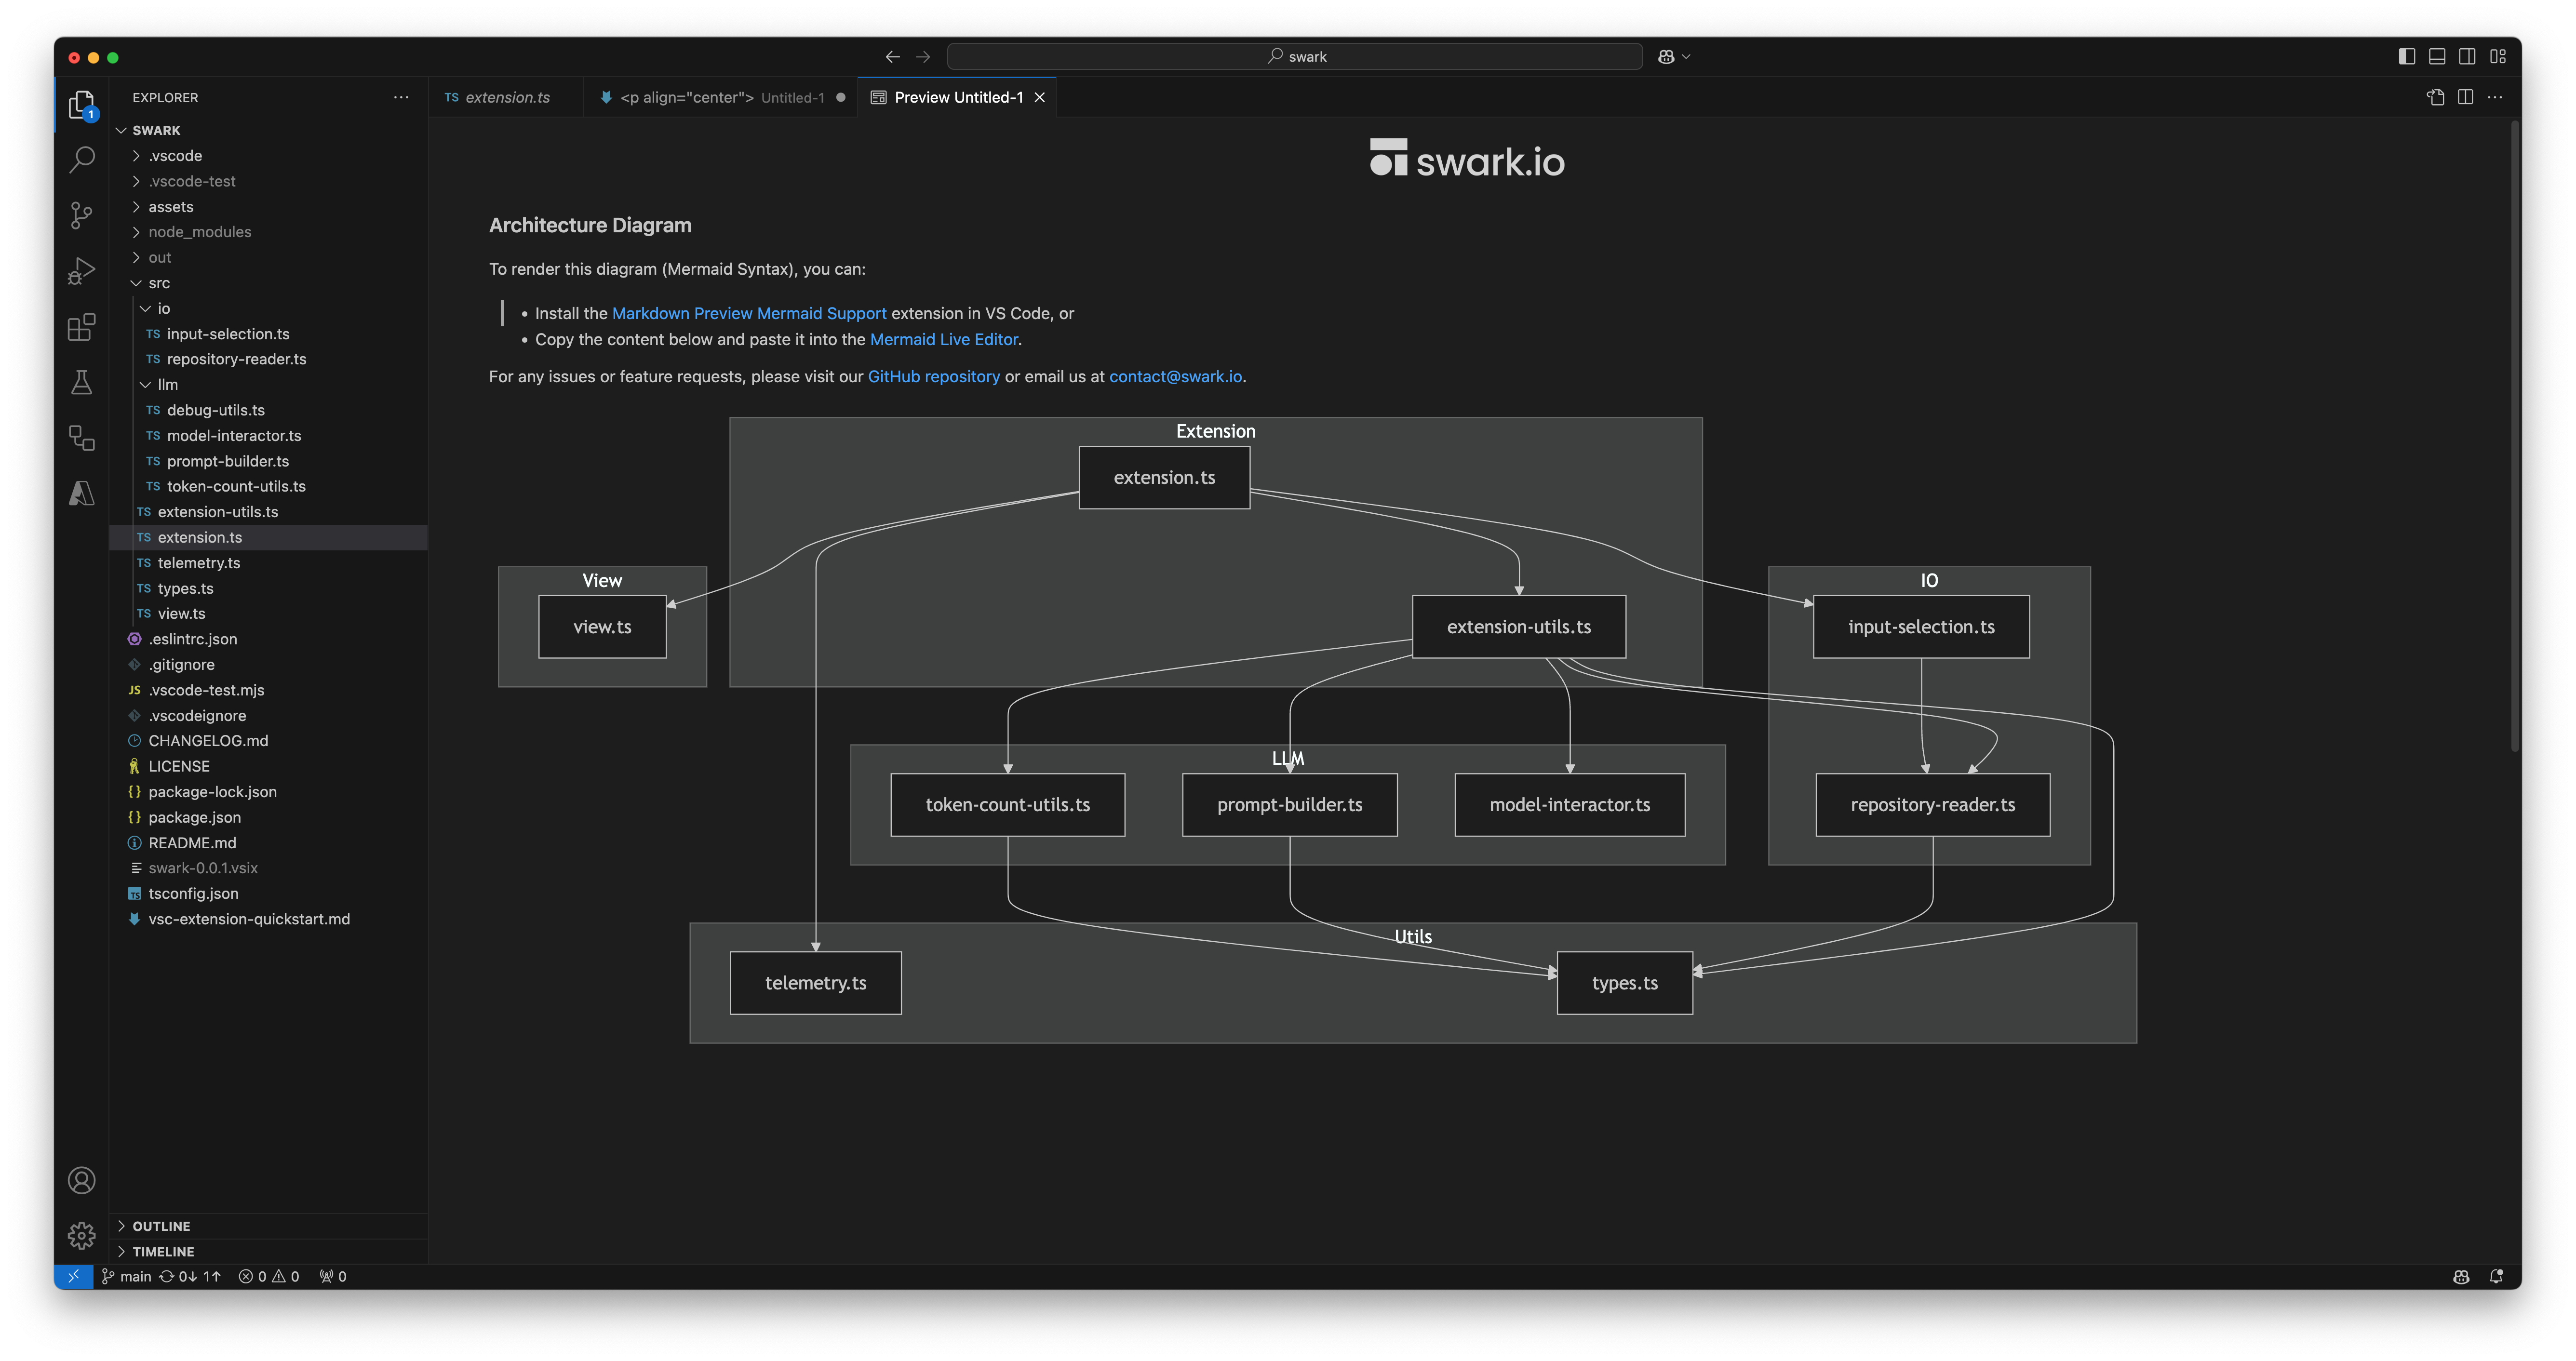 swark
EXPLORER
TS extension.ts
<p align="center"> Untitled-1
Preview Untitled-1
1
SWARK
.vscode
.vscode-test
assets
node_modules
out
src
io
TS input-selection.ts
TS repository-reader.ts
llm
TS debug-utils.ts
TS model-interactor.ts
TS prompt-builder.ts
TS token-count-utils.ts
TS extension-utils.ts
TS extension.ts
TS telemetry.ts
TS types.ts
TS view.ts
.eslintrc.json
.gitignore
JS .vscode-test.mjs
.vscodeignore
CHANGELOG.md
LICENSE
{} package-lock.json
{} package.json
README.md
swark-0.0.1.vsix
TS tsconfig.json
vsc-extension-quickstart.md
OUTLINE
TIMELINE
swark.io
Architecture Diagram
To render this diagram (Mermaid Syntax), you can:
• Install the Markdown Preview Mermaid Support extension in VS Code, or
• Copy the content below and paste it into the Mermaid Live Editor.
For any issues or feature requests, please visit our GitHub repository or email us at contact@swark.io.
Extension
extension.ts
View
IO
view.ts
extension-utils.ts
input-selection.ts
LLM
token-count-utils.ts
prompt-builder.ts
model-interactor.ts
repository-reader.ts
Utils
telemetry.ts
types.ts
main 0↓ 1↑ 0 0 0